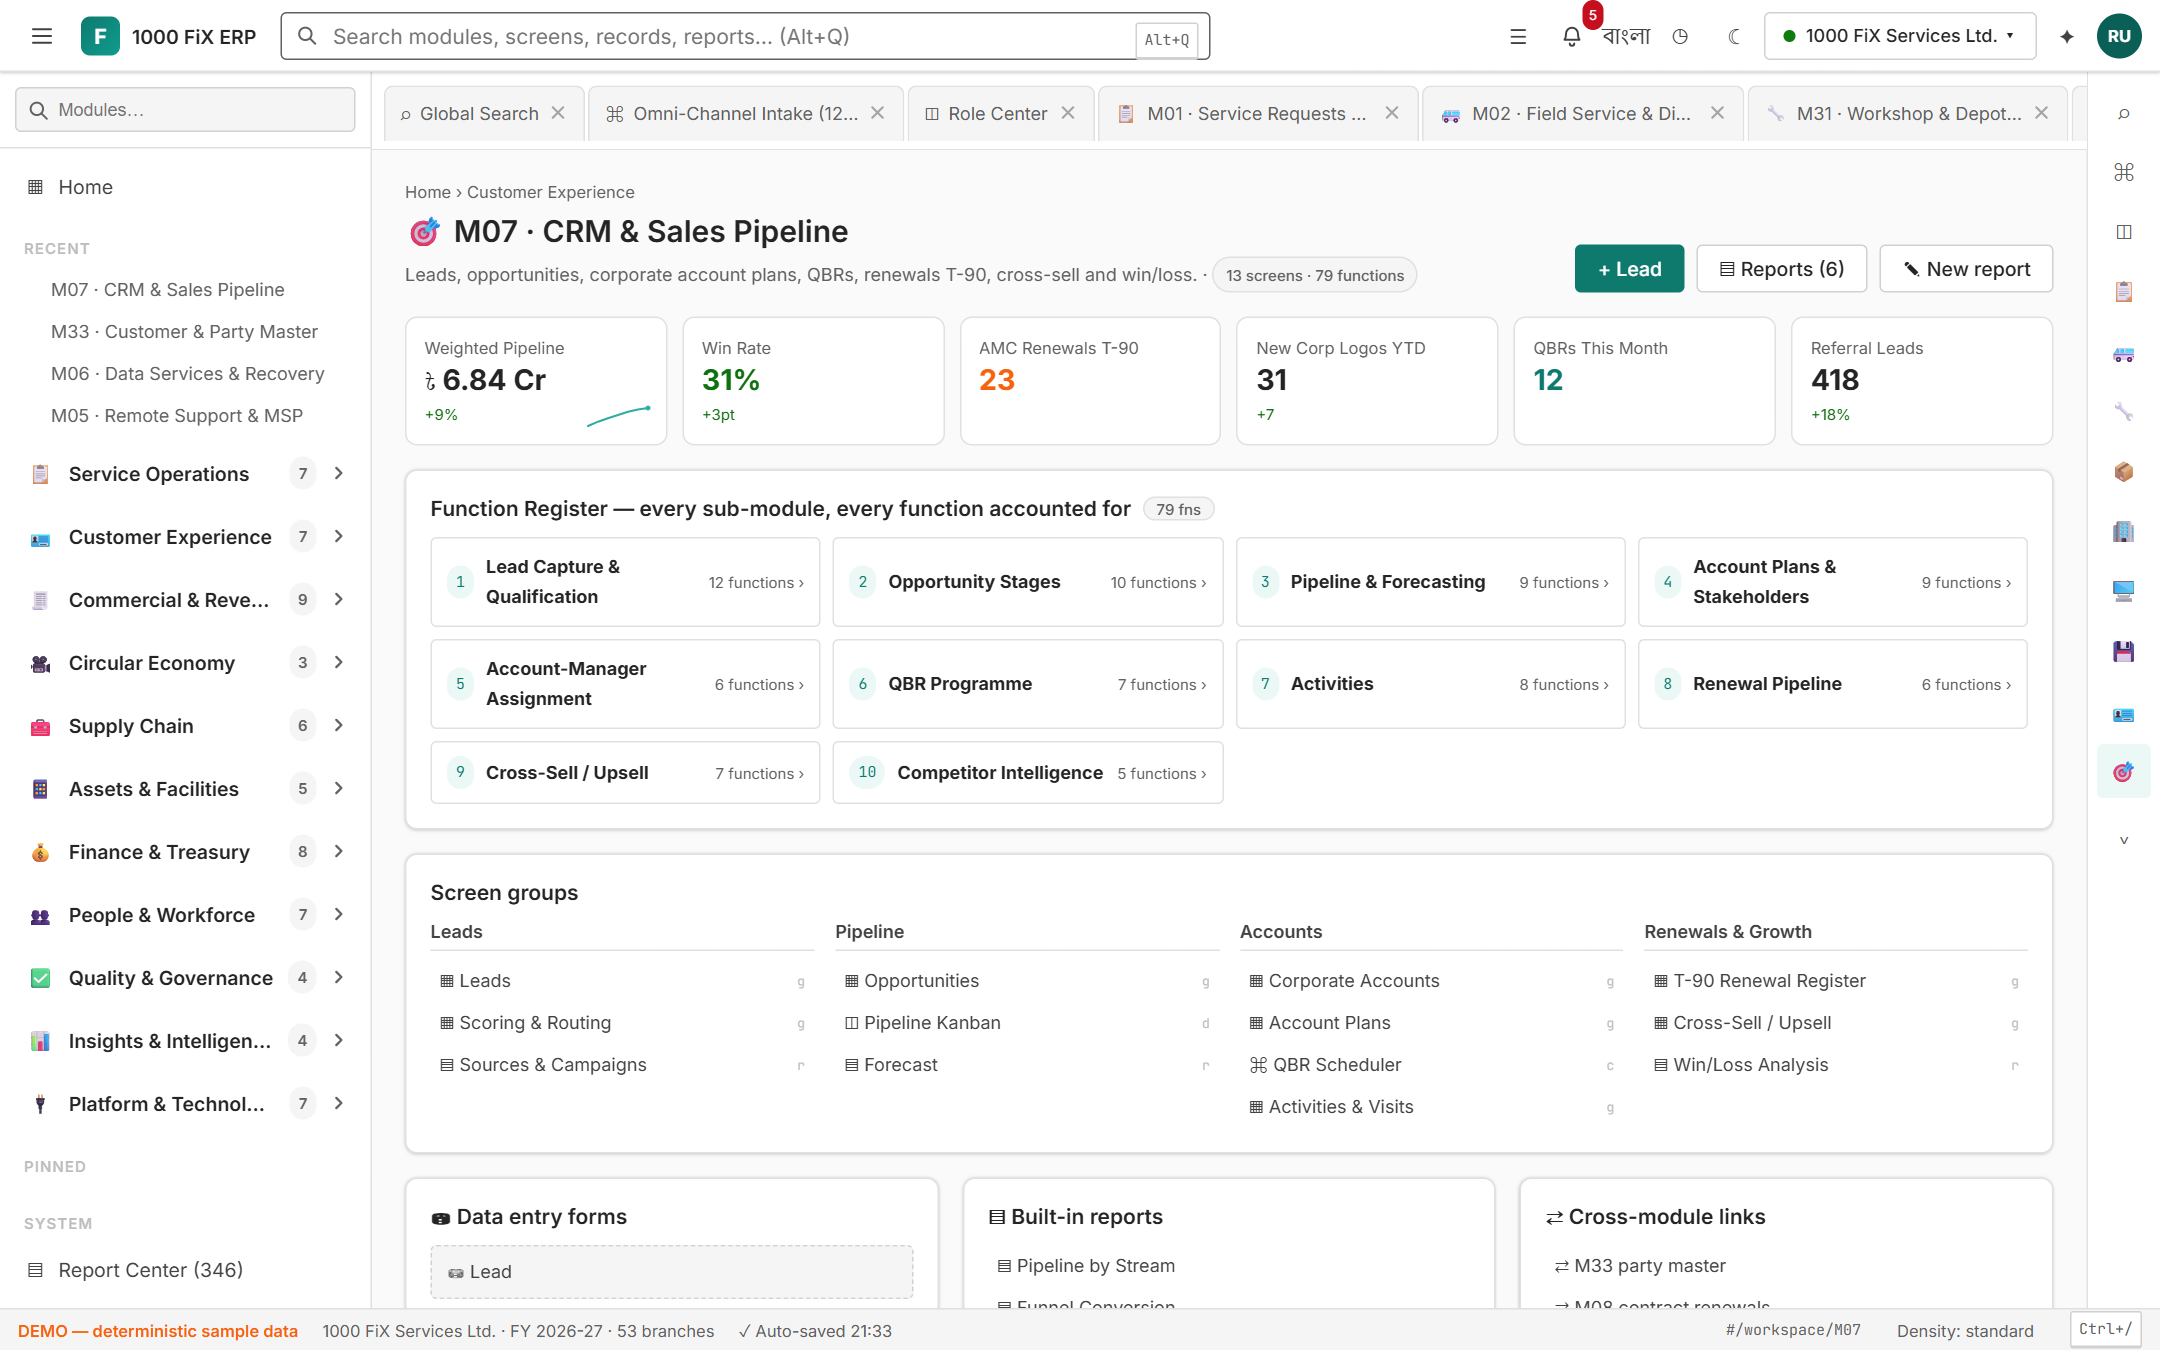 F 1000 FiX ERP
Search modules, screens, records, reports... (Alt+Q)
Alt+Q
5
বাংলা
1000 FiX Services Ltd.
RU
Modules...
Home
RECENT
M07 · CRM & Sales Pipeline
M33 · Customer & Party Master
M06 · Data Services & Recovery
M05 · Remote Support & MSP
Service Operations 7
Customer Experience 7
Commercial & Reve... 9
Circular Economy 3
Supply Chain 6
Assets & Facilities 5
Finance & Treasury 8
People & Workforce 7
Quality & Governance 4
Insights & Intelligen... 4
Platform & Technol... 7
PINNED
SYSTEM
Report Center (346)
Global Search
Omni-Channel Intake (12...
Role Center
M01 · Service Requests ...
M02 · Field Service & Di...
M31 · Workshop & Depot...
Home › Customer Experience
M07 · CRM & Sales Pipeline
Leads, opportunities, corporate account plans, QBRs, renewals T-90, cross-sell and win/loss. · 13 screens · 79 functions
+ Lead
Reports (6)
New report
Weighted Pipeline
৳ 6.84 Cr
+9%
Win Rate
31%
+3pt
AMC Renewals T-90
23
New Corp Logos YTD
31
+7
QBRs This Month
12
Referral Leads
418
+18%
Function Register — every sub-module, every function accounted for 79 fns
1 Lead Capture & Qualification 12 functions ›
2 Opportunity Stages 10 functions ›
3 Pipeline & Forecasting 9 functions ›
4 Account Plans & Stakeholders 9 functions ›
5 Account-Manager Assignment 6 functions ›
6 QBR Programme 7 functions ›
7 Activities 8 functions ›
8 Renewal Pipeline 6 functions ›
9 Cross-Sell / Upsell 7 functions ›
10 Competitor Intelligence 5 functions ›
Screen groups
Leads
Leads g
Scoring & Routing g
Sources & Campaigns r
Pipeline
Opportunities g
Pipeline Kanban d
Forecast r
Accounts
Corporate Accounts g
Account Plans g
QBR Scheduler c
Activities & Visits g
Renewals & Growth
T-90 Renewal Register g
Cross-Sell / Upsell g
Win/Loss Analysis r
Data entry forms
Lead
Built-in reports
Pipeline by Stream
Funnel Conversion
Cross-module links
M33 party master
M08 contract renewals
DEMO — deterministic sample data
1000 FiX Services Ltd. · FY 2026-27 · 53 branches
✓ Auto-saved 21:33
#/workspace/M07
Density: standard
Ctrl+/